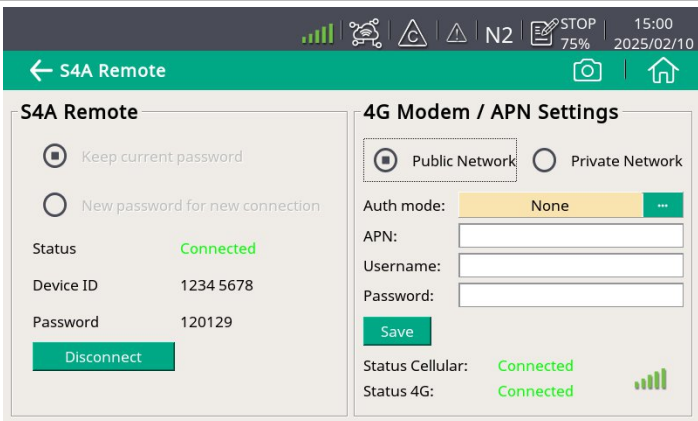 N2 STOP 75% 15:00 2025/02/10
S4A Remote
S4A Remote
Keep current password
New password for new connection
Status Connected
Device ID 1234 5678
Password 120129
Disconnect
4G Modem / APN Settings
Public Network Private Network
Auth mode: None ...
APN:
Username:
Password:
Save
Status Cellular: Connected
Status 4G: Connected